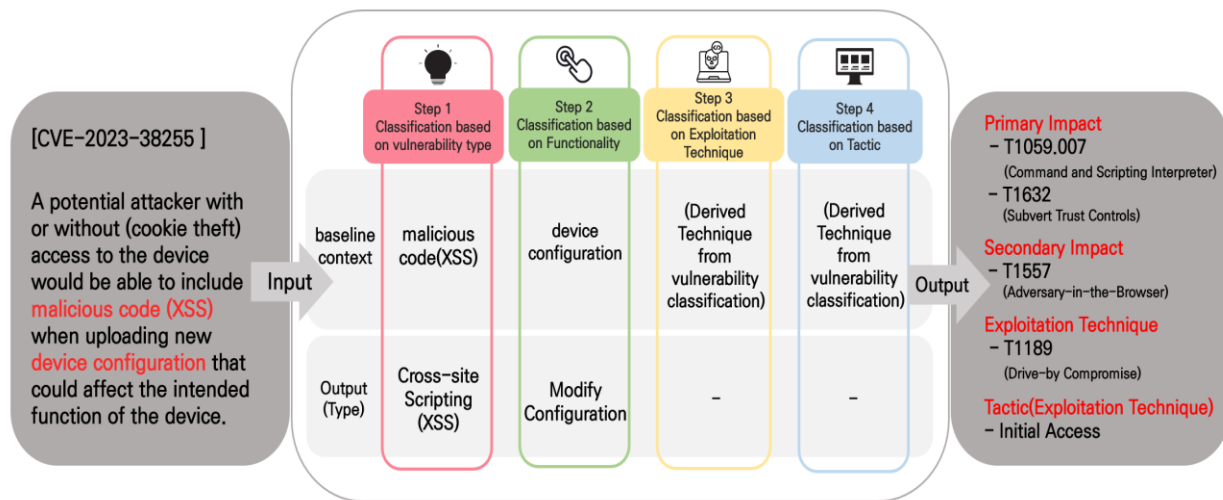 [CVE-2023-38255 ]
A potential attacker with
or without (cookie theft)
access to the device
would be able to include
malicious code (XSS)
when uploading new
device configuration that
could affect the intended
function of the device.
Input
Step 1
Classification based
on vulnerability type
Step 2
Classification based
on Functionality
Step 3
Classification based
on Exploitation
Technique
Step 4
Classification based
on Tactic
baseline
context
malicious
code(XSS)
device
configuration
(Derived
Technique
from
vulnerability
classification)
(Derived
Technique
from
vulnerability
classification)
Output
(Type)
Cross-site
Scripting
(XSS)
Modify
Configuration
-
-
Output
Primary Impact
- T1059.007
(Command and Scripting Interpreter)
- T1632
(Subvert Trust Controls)
Secondary Impact
- T1557
(Adversary-in-the-Browser)
Exploitation Technique
- T1189
(Drive-by Compromise)
Tactic(Exploitation Technique)
- Initial Access